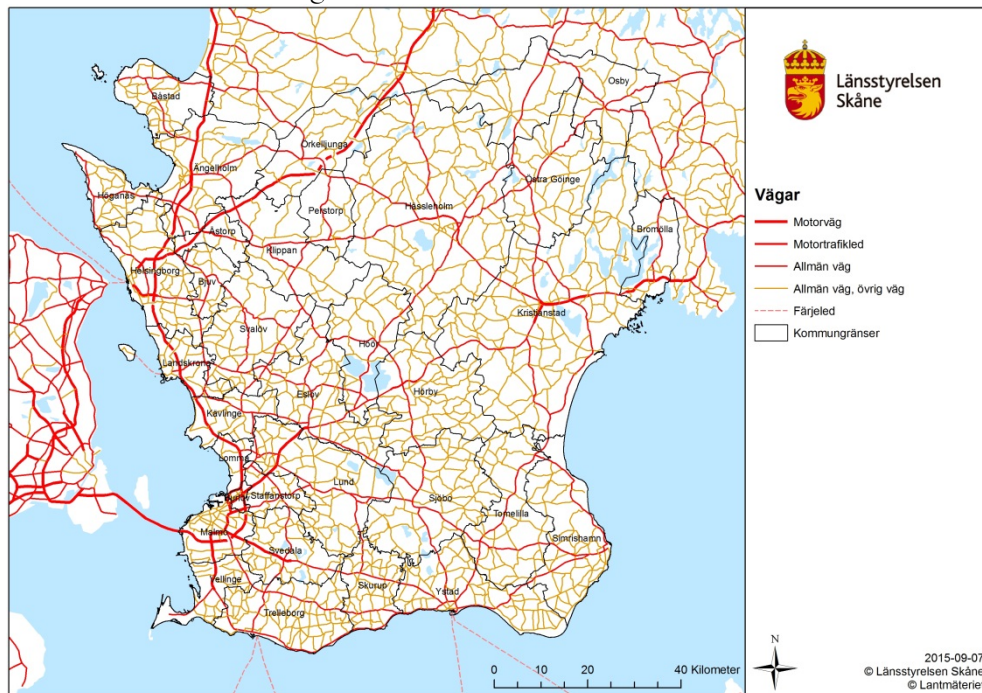 Länsstyrelsen
Skåne
Vägar
Motorväg
Motortrafikled
Allmän väg
Allmän väg, övrig väg
Färjeled
Kommungränser
Osby
Båstad
Örkelljunga
Ängelholm
Östra Göinge
Höganäs
Perstorp
Hässleholm
Åstorp
Bromölla
Klippan
Helsingborg
Bjuv
Kristianstad
Svalöv
Höör
Landskrona
Eslöv
Hörby
Kävlinge
Lomma
Lund
Burlöv
Staffanstorp
Sjöbo
Tomelilla
Malmö
Simrishamn
Svedala
Vellinge
Skurup
Ystad
Trelleborg
0 10 20 40 Kilometer
N
2015-09-07
© Länsstyrelsen Skåne
© Lantmäteriet